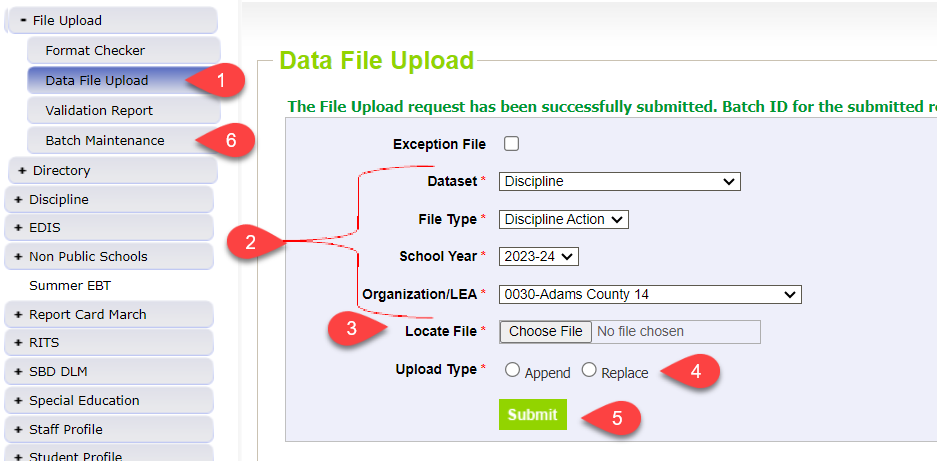 - File Upload
Format Checker
Data File Upload
1
Validation Report
Batch Maintenance
6
+ Directory
+ Discipline
+ EDIS
+ Non Public Schools
Summer EBT
+ Report Card March
+ RITS
+ SBD DLM
+ Special Education
+ Staff Profile
+ Student Profile
Data File Upload
The File Upload request has been successfully submitted. Batch ID for the submitted
Exception File
Dataset * Discipline
File Type * Discipline Action
2
School Year * 2023-24
Organization/LEA * 0030-Adams County 14
3
Locate File * Choose File No file chosen
Upload Type * Append Replace
4
Submit
5